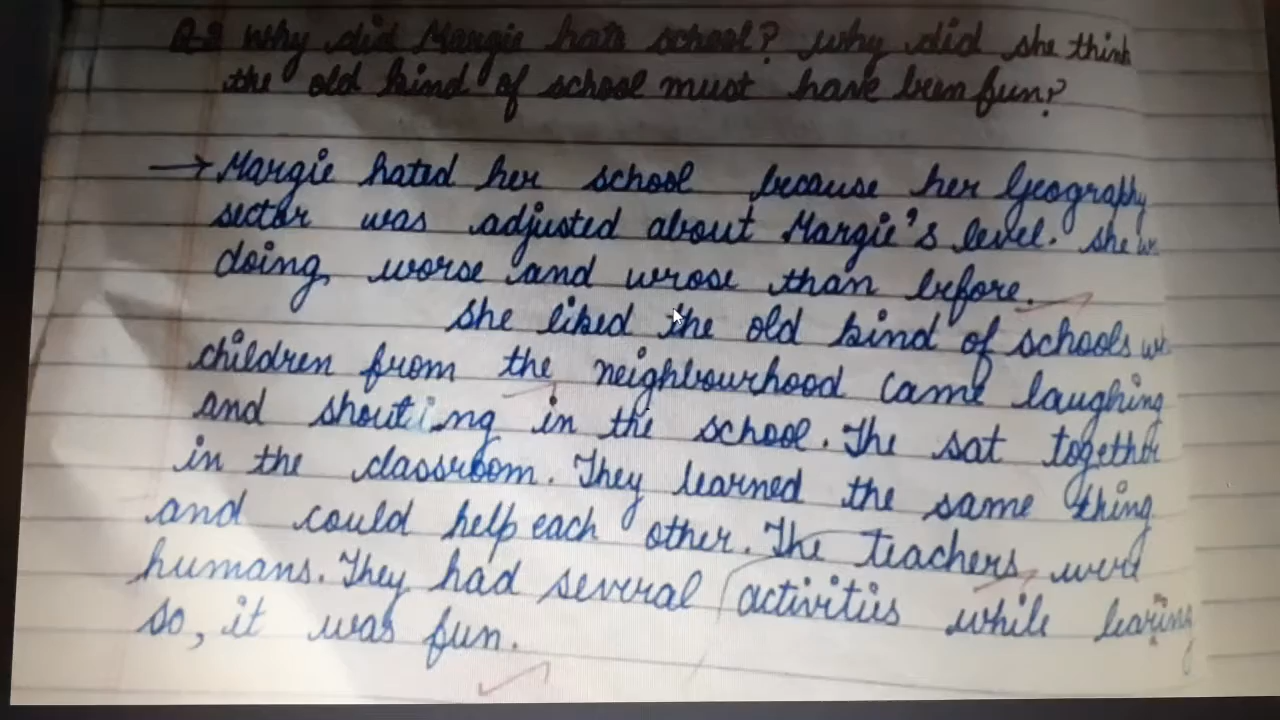 Q-2 Why did Margie hate school? Why did she think
the old kind of school must have been fun?
→ Margie hated her school because her Geography
sector was adjusted about Margie's level. She
doing worse and wrose than before.
She liked the old kind of schools
children from the neighbourhood came laughing
and shouting in the school. The sat together
in the classroom. They learned the same thing
and could help each other. The teachers were
humans. They had several activities while learing
so, it was fun.